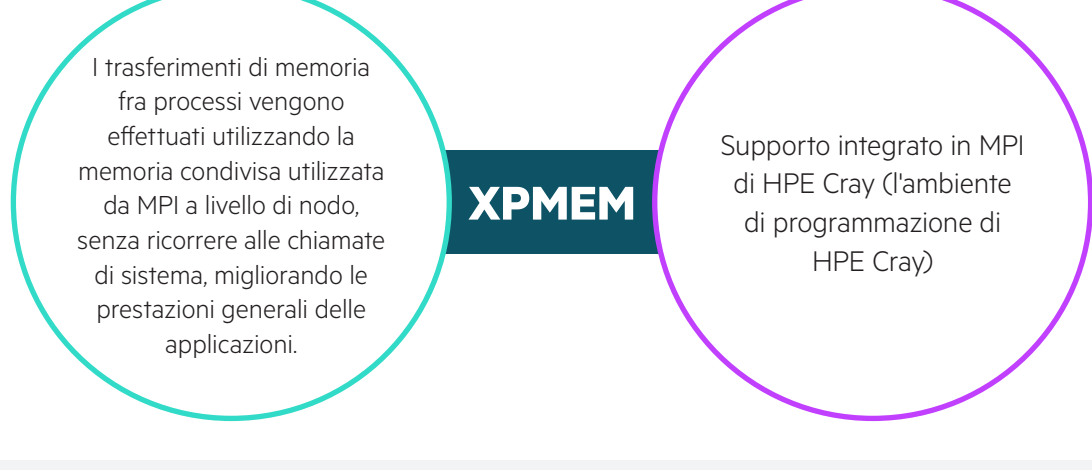 I trasferimenti di memoria
fra processi vengono
effettuati utilizzando la
memoria condivisa utilizzata
da MPI a livello di nodo,
senza ricorrere alle chiamate
di sistema, migliorando le
prestazioni generali delle
applicazioni.
XPMEM
Supporto integrato in MPI
di HPE Cray (l'ambiente
di programmazione di
HPE Cray)